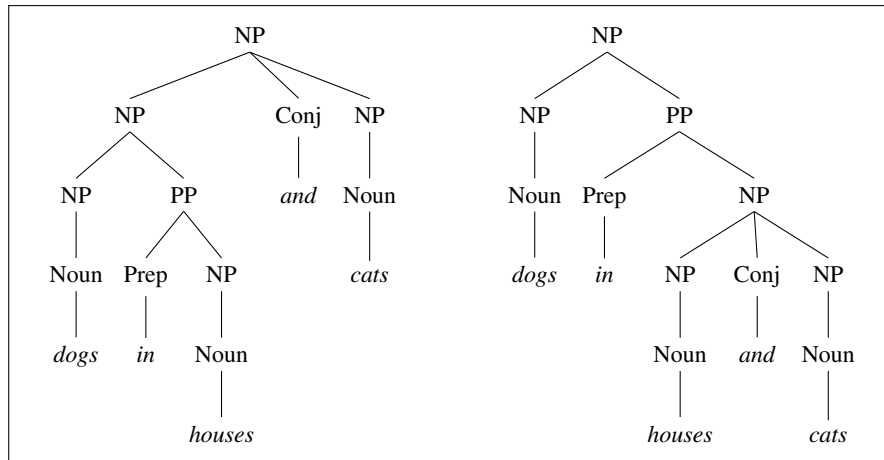 NP NP
NP Conj NP NP PP
NP PP and Noun Noun Prep NP
Noun Prep NP cats dogs in NP Conj NP
dogs in Noun Noun and Noun
houses houses cats